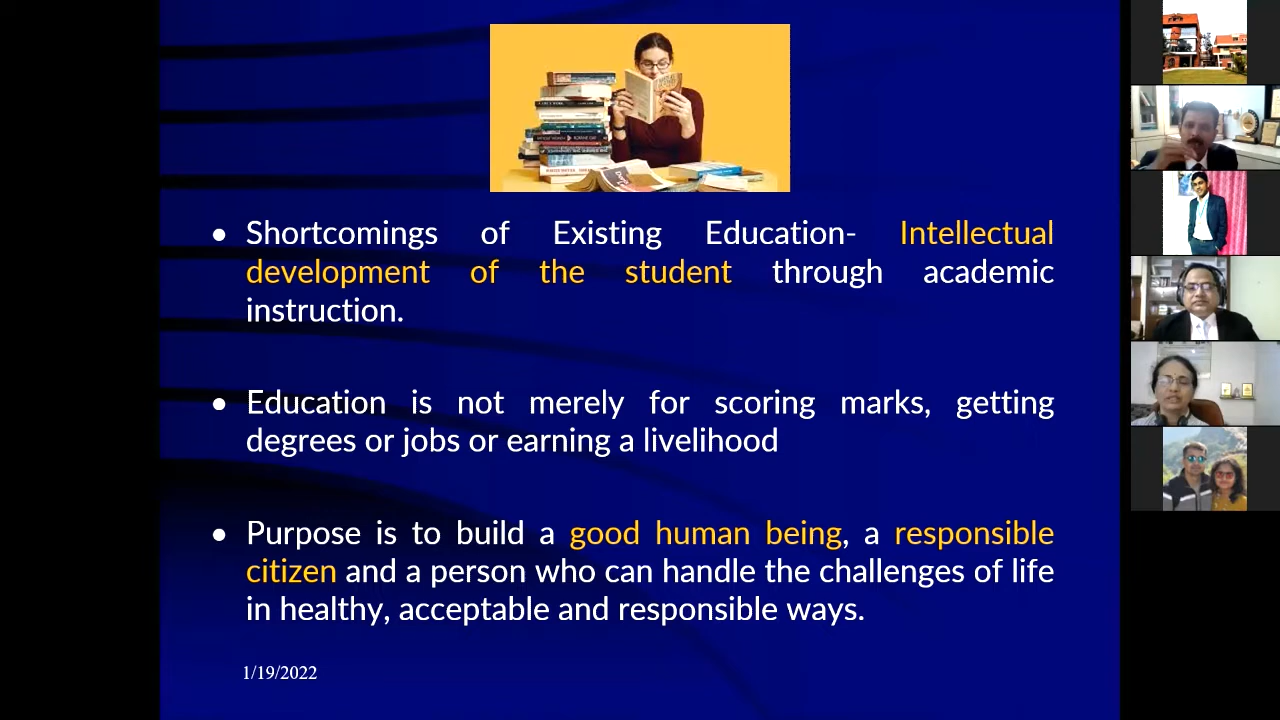 • Shortcomings of Existing Education- Intellectual
development of the student through academic
instruction.
• Education is not merely for scoring marks, getting
degrees or jobs or earning a livelihood
• Purpose is to build a good human being, a responsible
citizen and a person who can handle the challenges of life
in healthy, acceptable and responsible ways.
1/19/2022